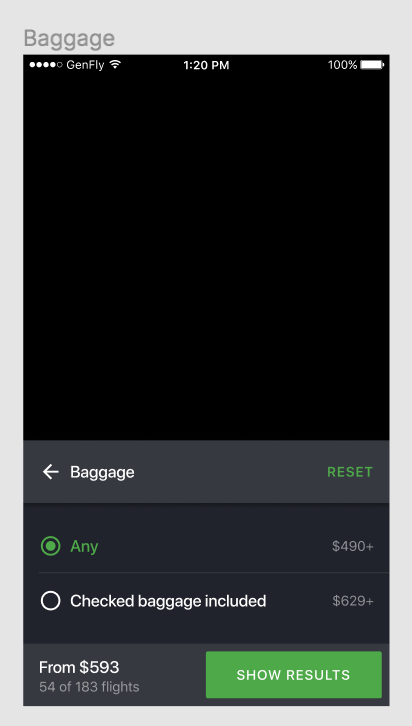 Baggage
GenFly 1:20 PM 100%
Baggage RESET
Any $490+
Checked baggage included $629+
From $593
54 of 183 flights
SHOW RESULTS